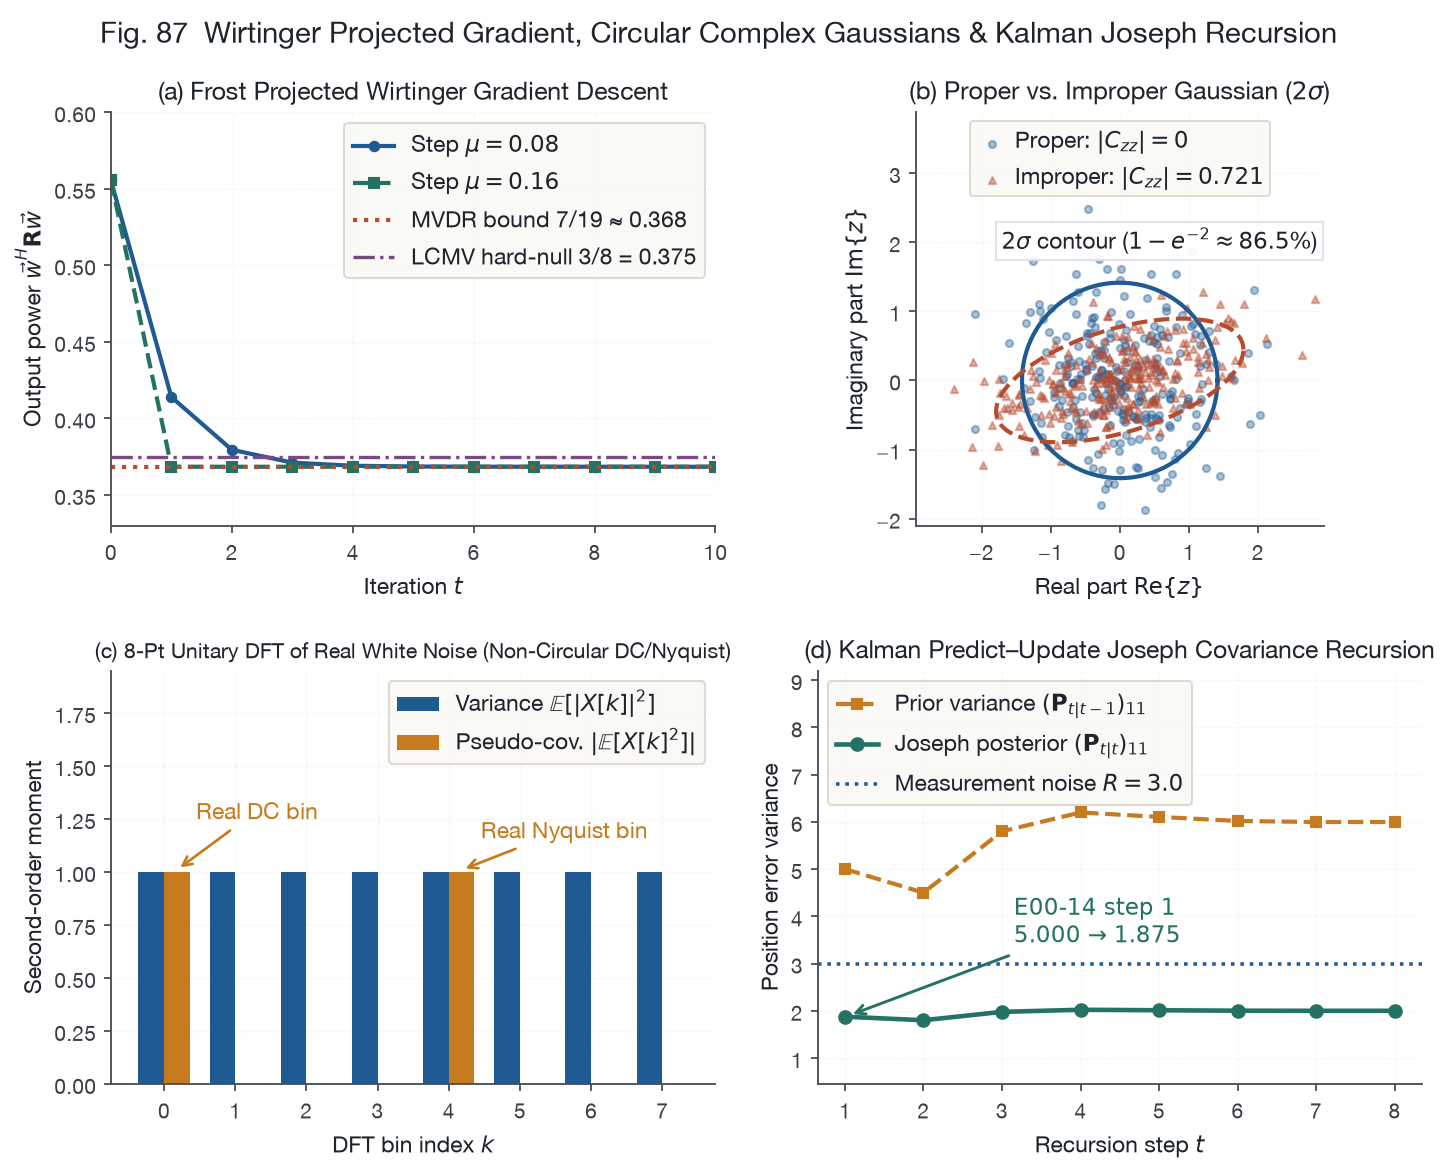 Fig. 87  Wirtinger Projected Gradient, Circular Complex Gaussians & Kalman Joseph Recursion
(a) Frost Projected Wirtinger Gradient Descent
Output power $\vec{w}^H \mathbf{R} \vec{w}$
0.60
0.55
0.50
0.45
0.40
0.35
Step μ = 0.08
Step μ = 0.16
MVDR bound 7/19 ≈ 0.368
LCMV hard-null 3/8 = 0.375
0 2 4 6 8 10
Iteration t
(b) Proper vs. Improper Gaussian (2σ)
Imaginary part Im{z}
3
2
1
0
−1
−2
Proper: |C_{zz}| = 0
Improper: |C_{zz}| = 0.721
2σ contour (1 − e^{−2} ≈ 86.5%)
−2 −1 0 1 2
Real part Re{z}
(c) 8-Pt Unitary DFT of Real White Noise (Non-Circular DC/Nyquist)
Second-order moment
1.75
1.50
1.25
1.00
0.75
0.50
0.25
0.00
Variance 𝔼[|X[k]|²]
Pseudo-cov. |𝔼[X[k]²]|
Real DC bin
Real Nyquist bin
0 1 2 3 4 5 6 7
DFT bin index k
(d) Kalman Predict–Update Joseph Covariance Recursion
Position error variance
9
8
7
6
5
4
3
2
1
Prior variance (𝐏_{t|t−1})₁₁
Joseph posterior (𝐏_{t|t})₁₁
Measurement noise R = 3.0
E00-14 step 1
5.000 → 1.875
1 2 3 4 5 6 7 8
Recursion step t